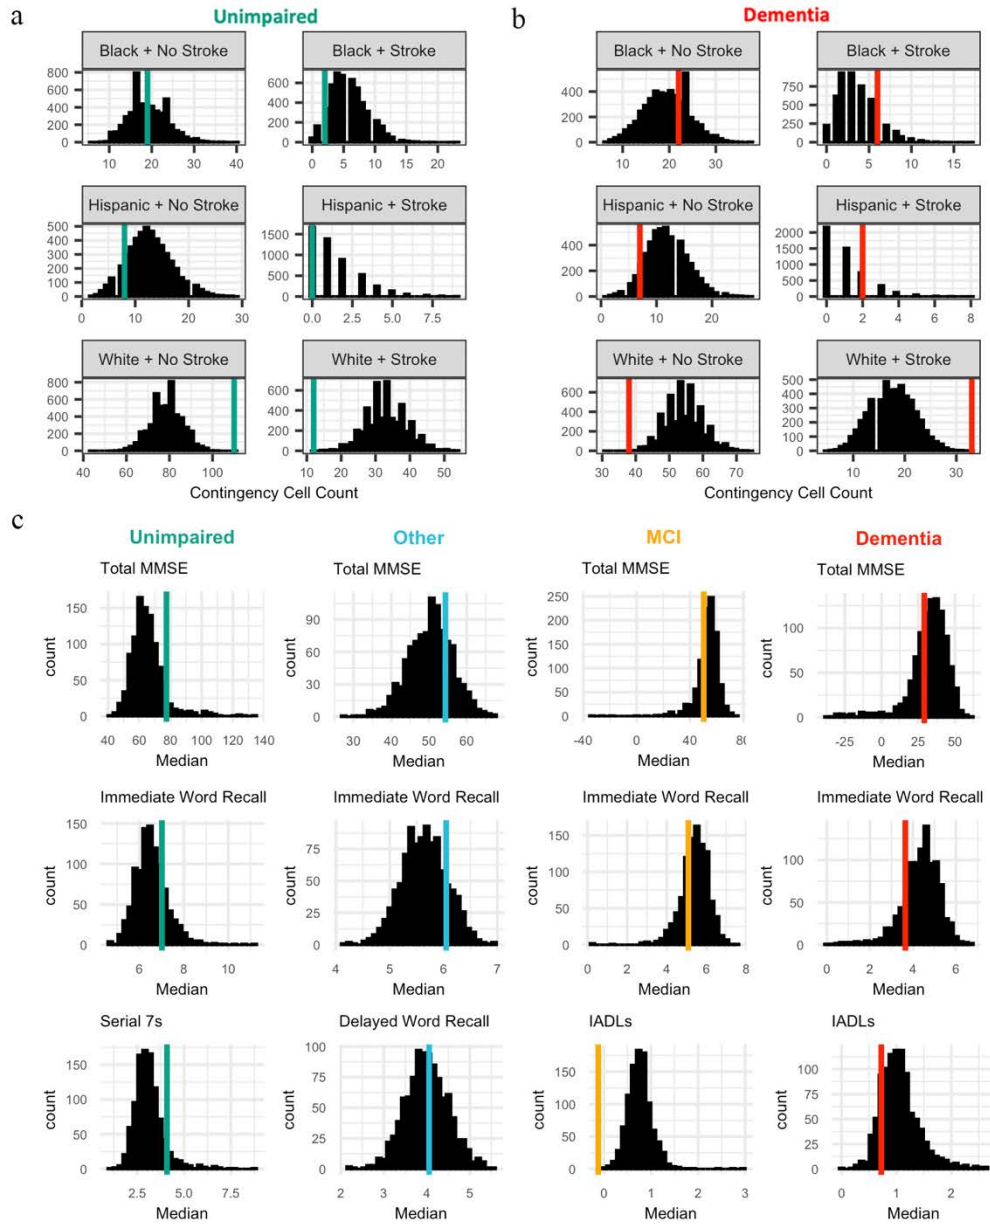 a
Unimpaired
b
Dementia
Black + No Stroke
Black + Stroke
Black + No Stroke
Black + Stroke
800
600
400
200
0
10 20 30 40
600
400
200
0
0 5 10 15 20
400
200
0
10 20 30
750
500
250
0
0 5 10 15
Hispanic + No Stroke
Hispanic + Stroke
Hispanic + No Stroke
Hispanic + Stroke
500
400
300
200
100
0
0 10 20 30
1500
1000
500
0
0.0 2.5 5.0 7.5
400
200
0
10 20
2000
1500
1000
500
0
0 2 4 6 8
White + No Stroke
White + Stroke
White + No Stroke
White + Stroke
800
600
400
200
0
40 60 80 100
600
400
200
0
10 20 30 40 50
600
400
200
0
30 40 50 60 70
500
400
300
200
100
0
10 20 30
Contingency Cell Count
Contingency Cell Count
c
Unimpaired
Other
MCI
Dementia
Total MMSE
Total MMSE
Total MMSE
Total MMSE
count
150
100
50
0
40 60 80 100 120 140
Median
count
90
60
30
0
30 40 50 60
Median
count
250
200
150
100
50
0
-40 0 40 80
Median
count
100
50
0
-25 0 25 50
Median
Immediate Word Recall
Immediate Word Recall
Immediate Word Recall
Immediate Word Recall
count
150
100
50
0
6 8 10
Median
count
75
50
25
0
4 5 6 7
Median
count
150
100
50
0
0 2 4 6 8
Median
count
100
50
0
0 2 4 6
Median
Serial 7s
Delayed Word Recall
IADLs
IADLs
count
150
100
50
0
2.5 5.0 7.5
Median
count
100
75
50
25
0
2 3 4 5
Median
count
150
100
50
0
0 1 2 3
Median
count
100
75
50
25
0
0 1 2
Median